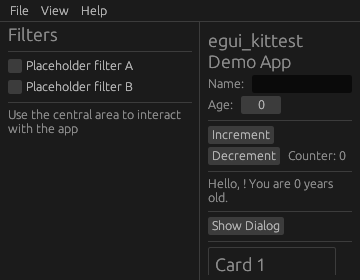 File View Help
Filters
Placeholder filter A
Placeholder filter B
Use the central area to interact
with the app
egui_kittest
Demo App
Name:
Age: 0
Increment
Decrement Counter: 0
Hello, ! You are 0 years
old.
Show Dialog
Card 1